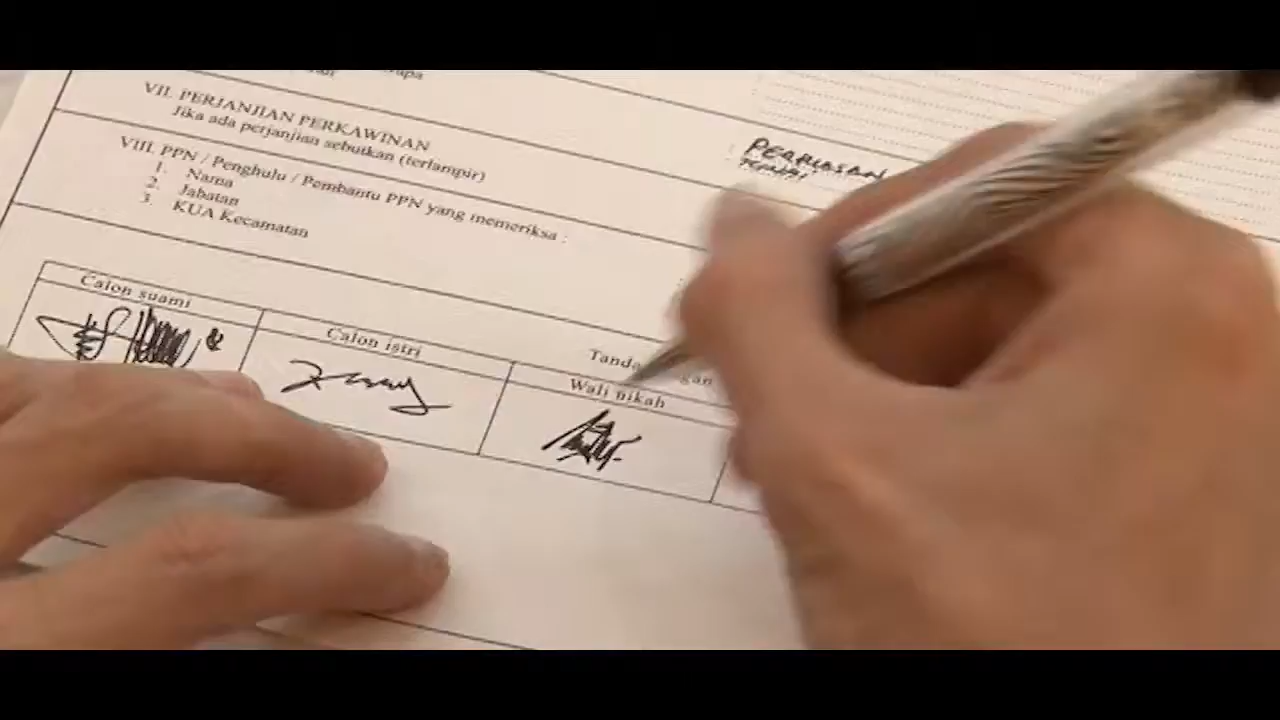 VII. PERJANJIAN PERKAWINAN
Jika ada perjanjian sebutkan (terlampir)
PERHIASAN
VIII. PPN / Penghulu / Pembantu PPN yang memeriksa :
1. Nama
2. Jabatan
3. KUA Kecamatan
Calon suami
Calon istri
Wali nikah